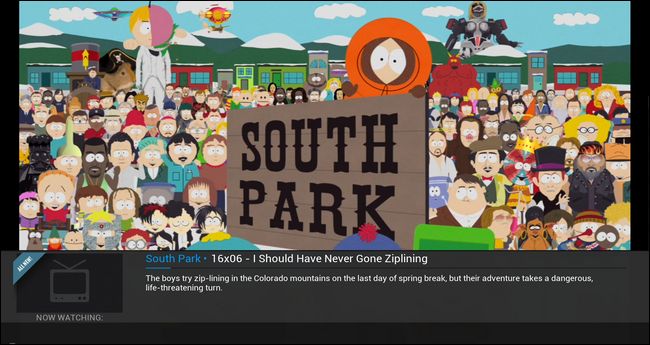 SOUTH
PARK
ALL NEW!
South Park • 16x06 - I Should Have Never Gone Ziplining
The boys try zip-lining in the Colorado mountains on the last day of spring break, but their adventure takes a dangerous,
life-threatening turn.
NOW WATCHING: